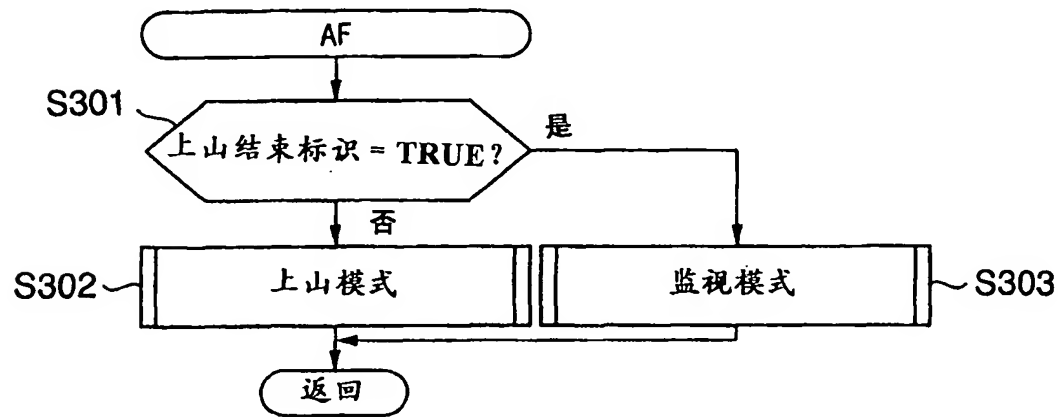 AF
S301
上山结束标识 = TRUE?
是
否
S302
上山模式
监视模式
S303
返回